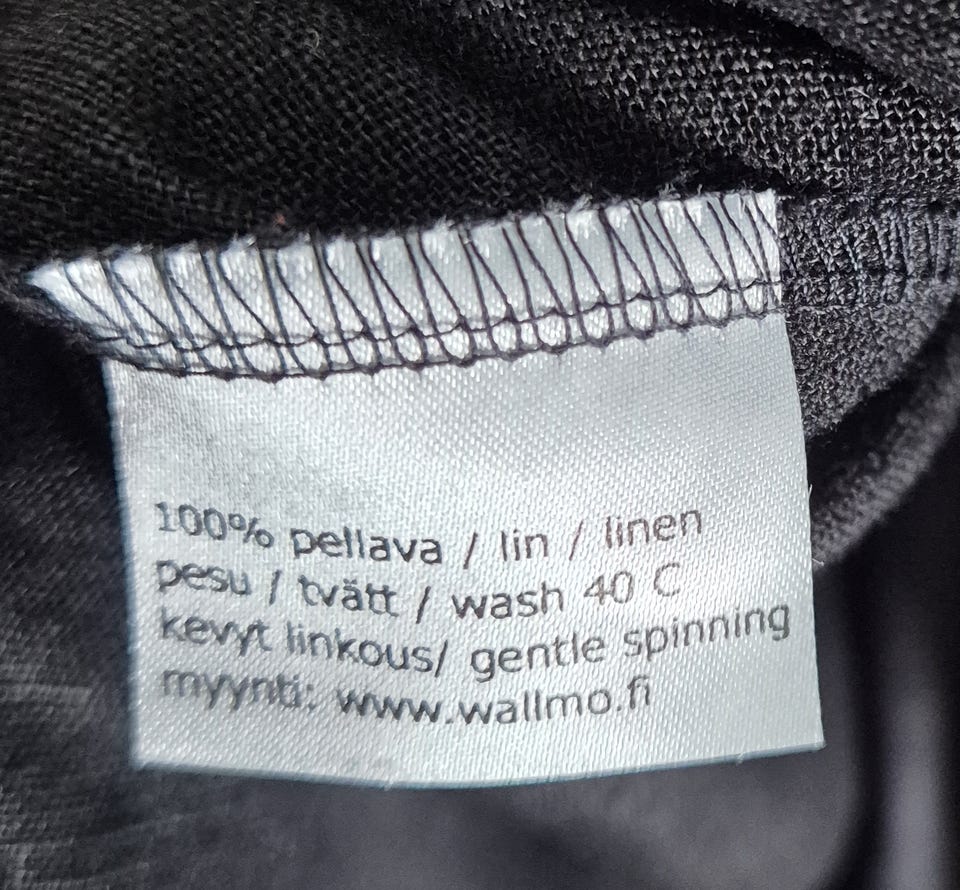 100% pellava / lin / linen
pesu / tvätt / wash 40 C
kevyt linkous/ gentle spinning
myynti: www.wallmo.fi